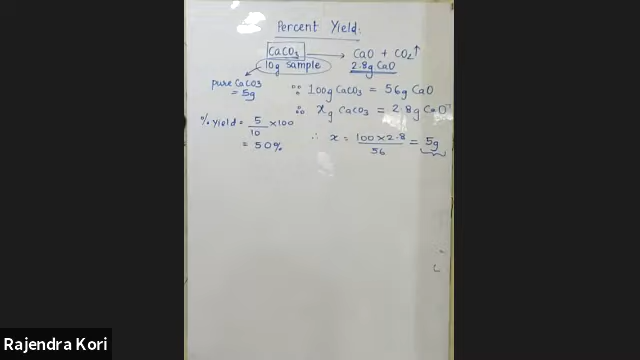 Percent Yield:
CaCO₃ → CaO + CO₂↑
10g sample 2.8g CaO
pure CaCO₃
= 5g
∵ 100g CaCO₃ = 56g CaO
∴ xg CaCO₃ = 2.8g CaO?
% Yield = 5/10 × 100
= 50%
∴ x = 100 × 2.8 / 56 = 5g
Rajendra Kori